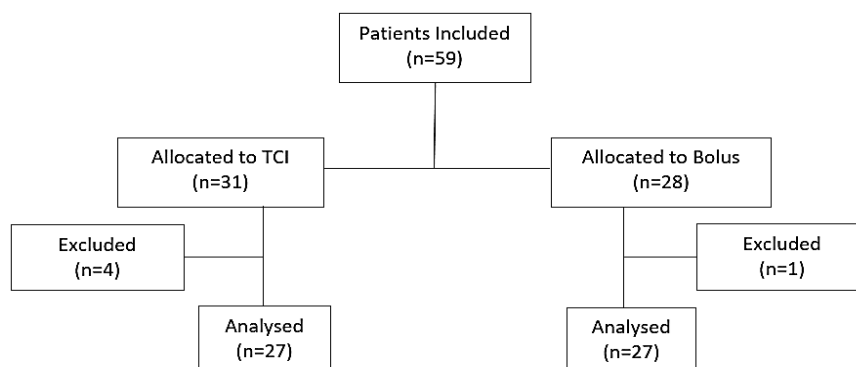 Patients Included
(n=59)
Allocated to TCI
(n=31)
Allocated to Bolus
(n=28)
Excluded
(n=4)
Excluded
(n=1)
Analysed
(n=27)
Analysed
(n=27)